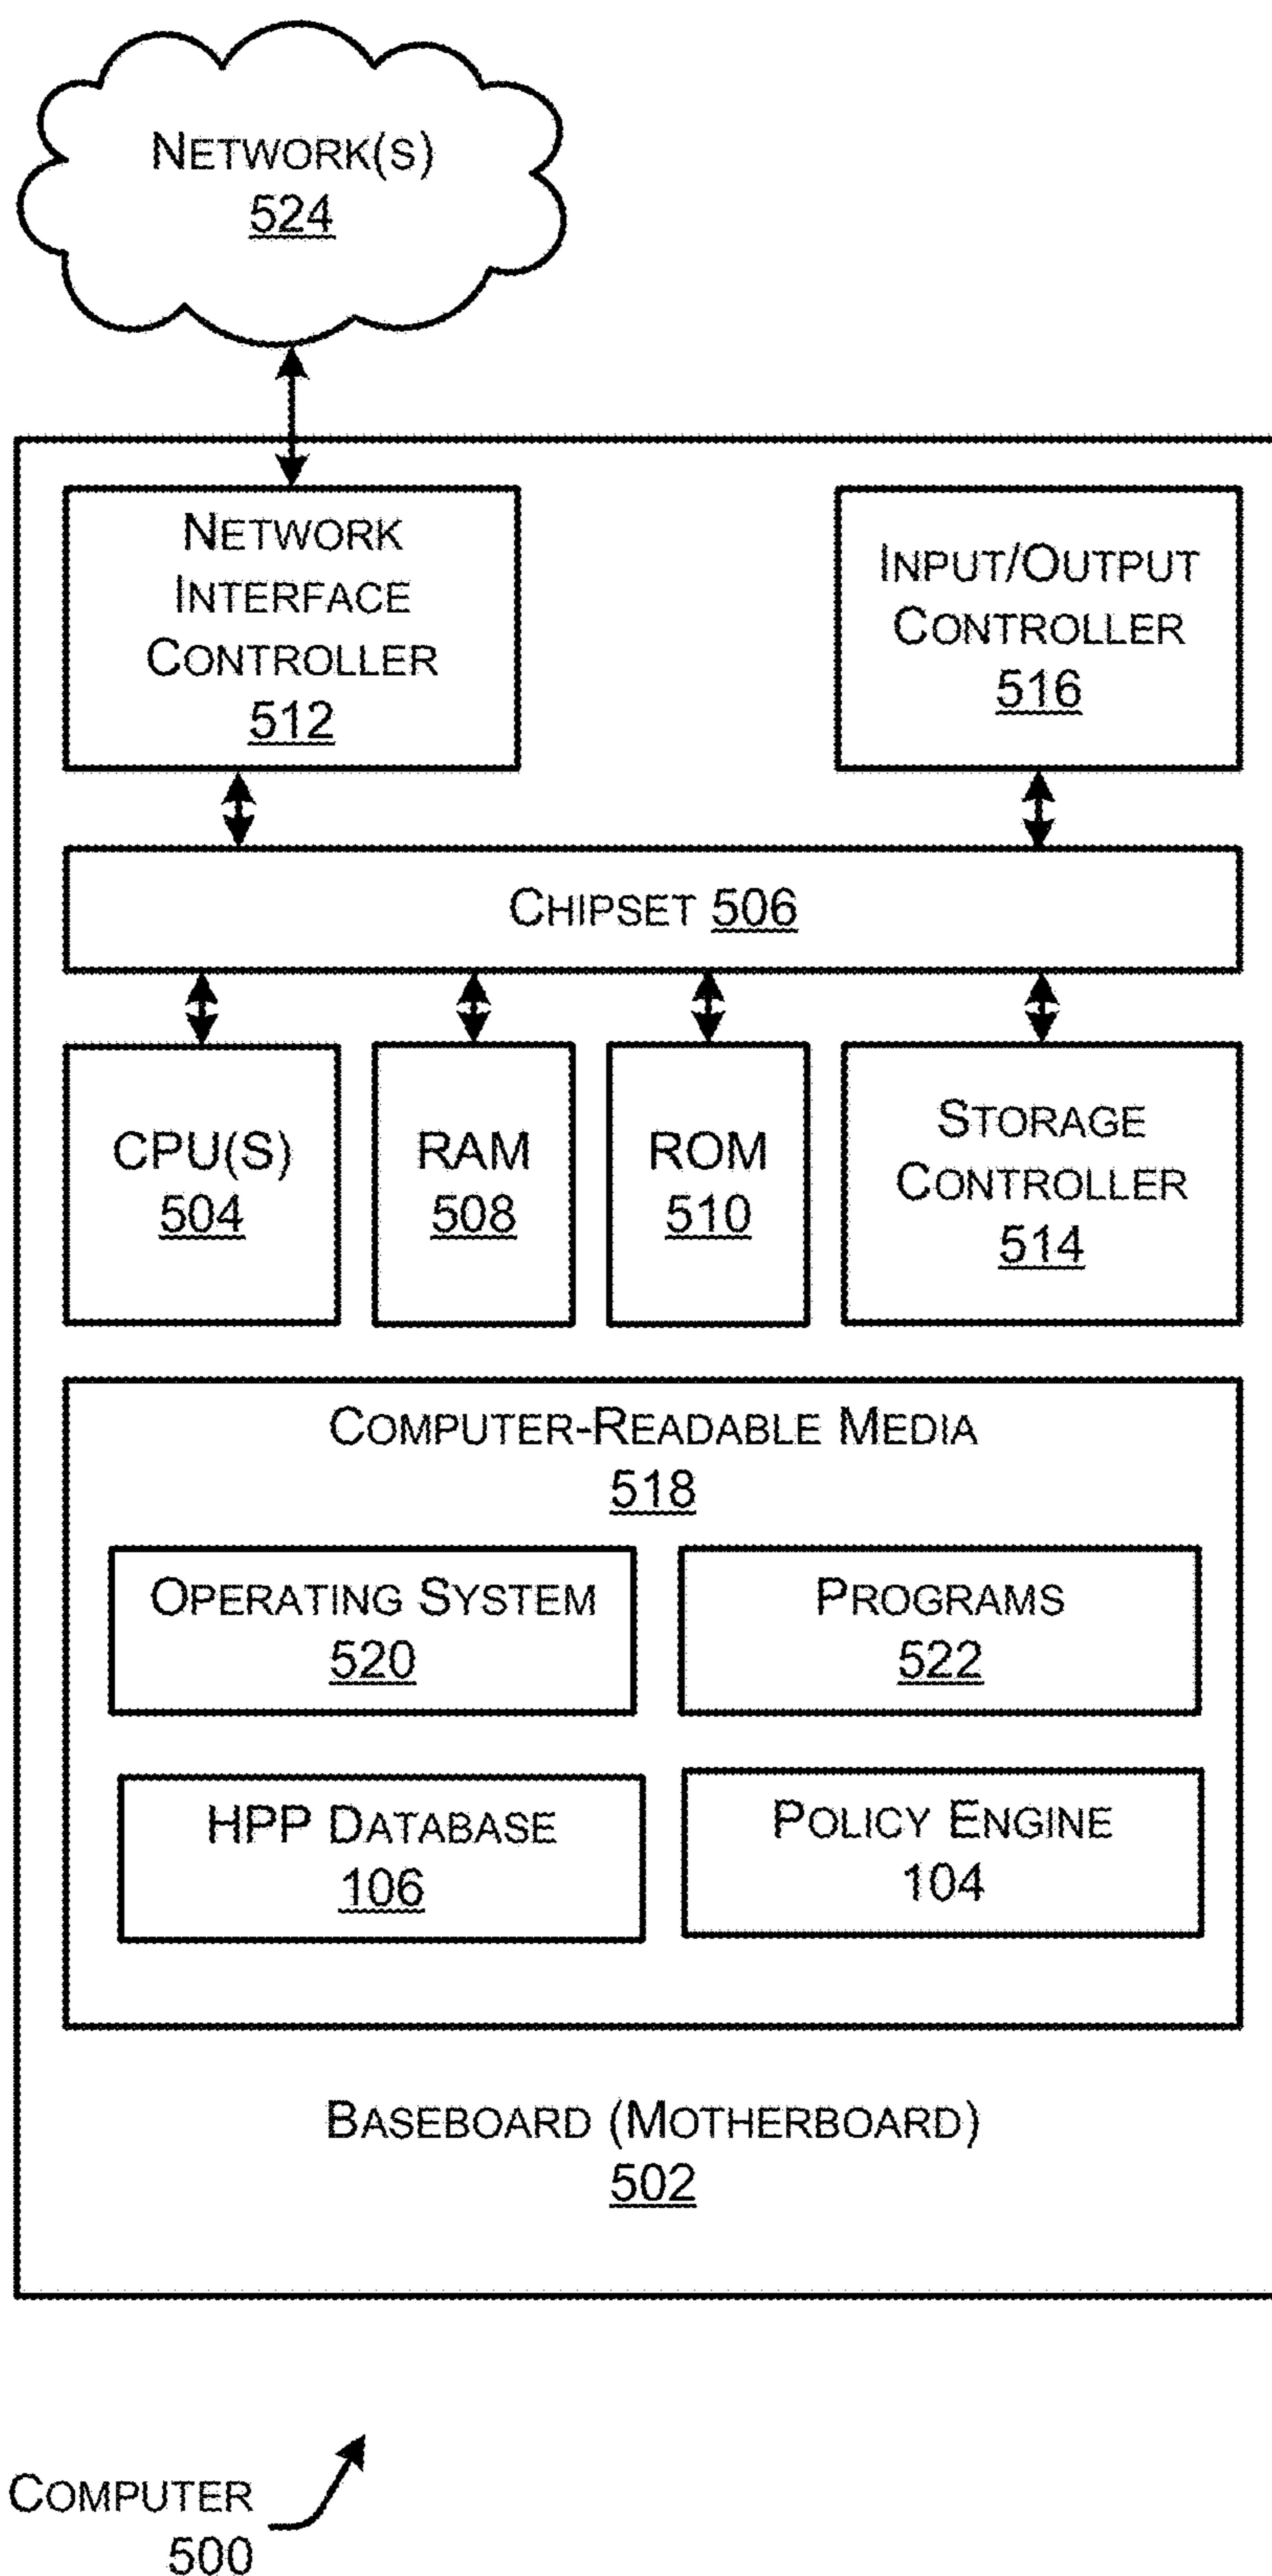 NETWORK(S)
524
NETWORK
INTERFACE
CONTROLLER
512
INPUT/OUTPUT
CONTROLLER
516
CHIPSET 506
CPU(S)
504
RAM
508
ROM
510
STORAGE
CONTROLLER
514
COMPUTER-READABLE MEDIA
518
OPERATING SYSTEM
520
PROGRAMS
522
HPP DATABASE
106
POLICY ENGINE
104
BASEBOARD (MOTHERBOARD)
502
COMPUTER
500